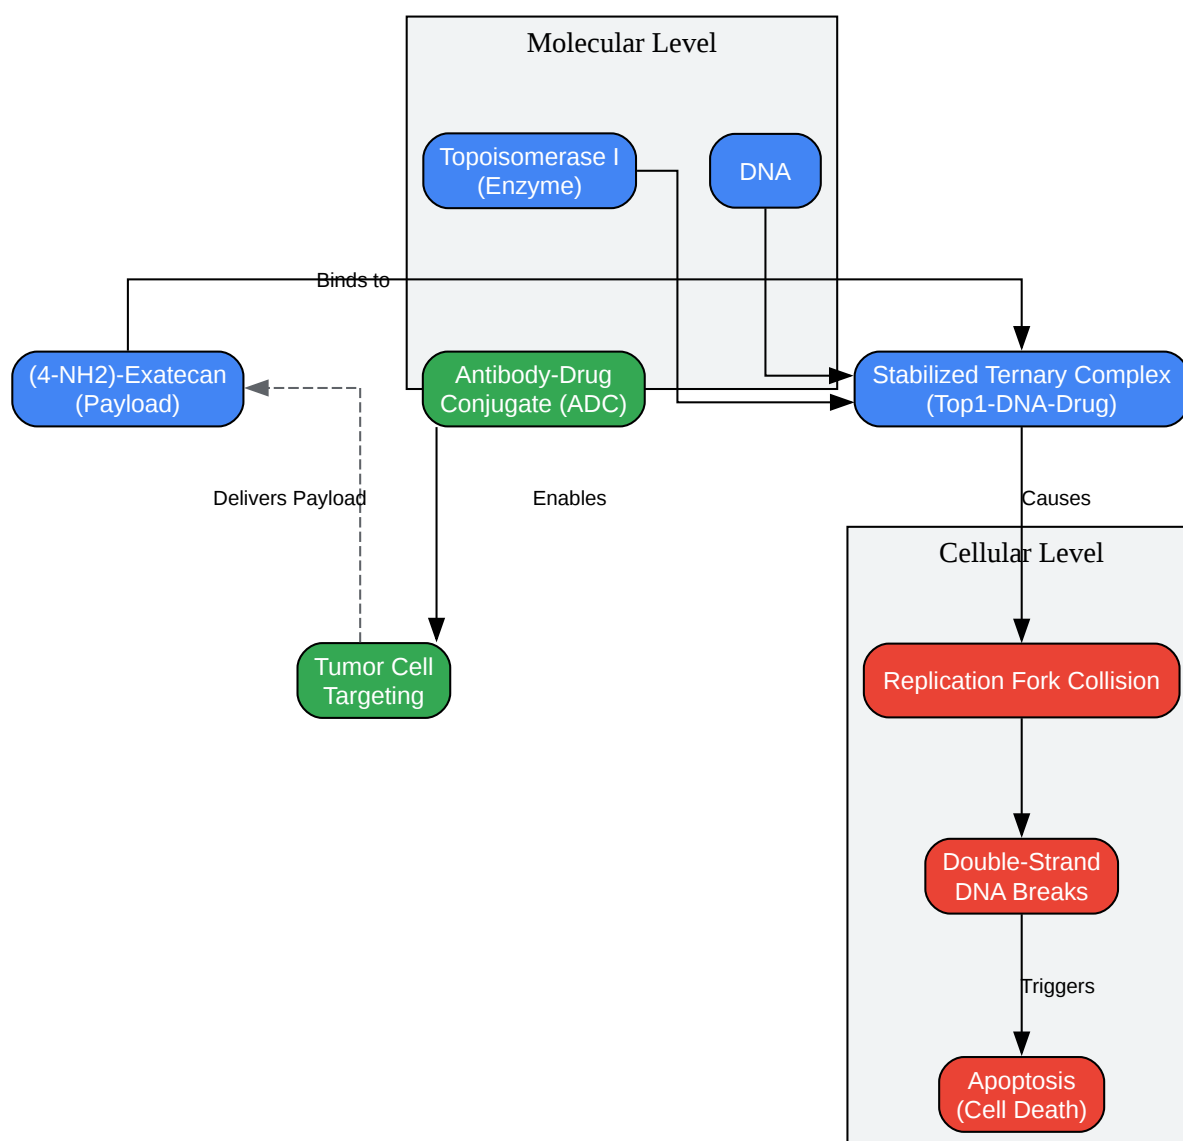 Molecular Level
Topoisomerase I
(Enzyme)
DNA
Binds to
(4-NH2)-Exatecan
(Payload)
Antibody-Drug
Conjugate (ADC)
Stabilized Ternary Complex
(Top1-DNA-Drug)
Delivers Payload
Enables
Causes
Cellular Level
Tumor Cell
Targeting
Replication Fork Collision
Double-Strand
DNA Breaks
Triggers
Apoptosis
(Cell Death)